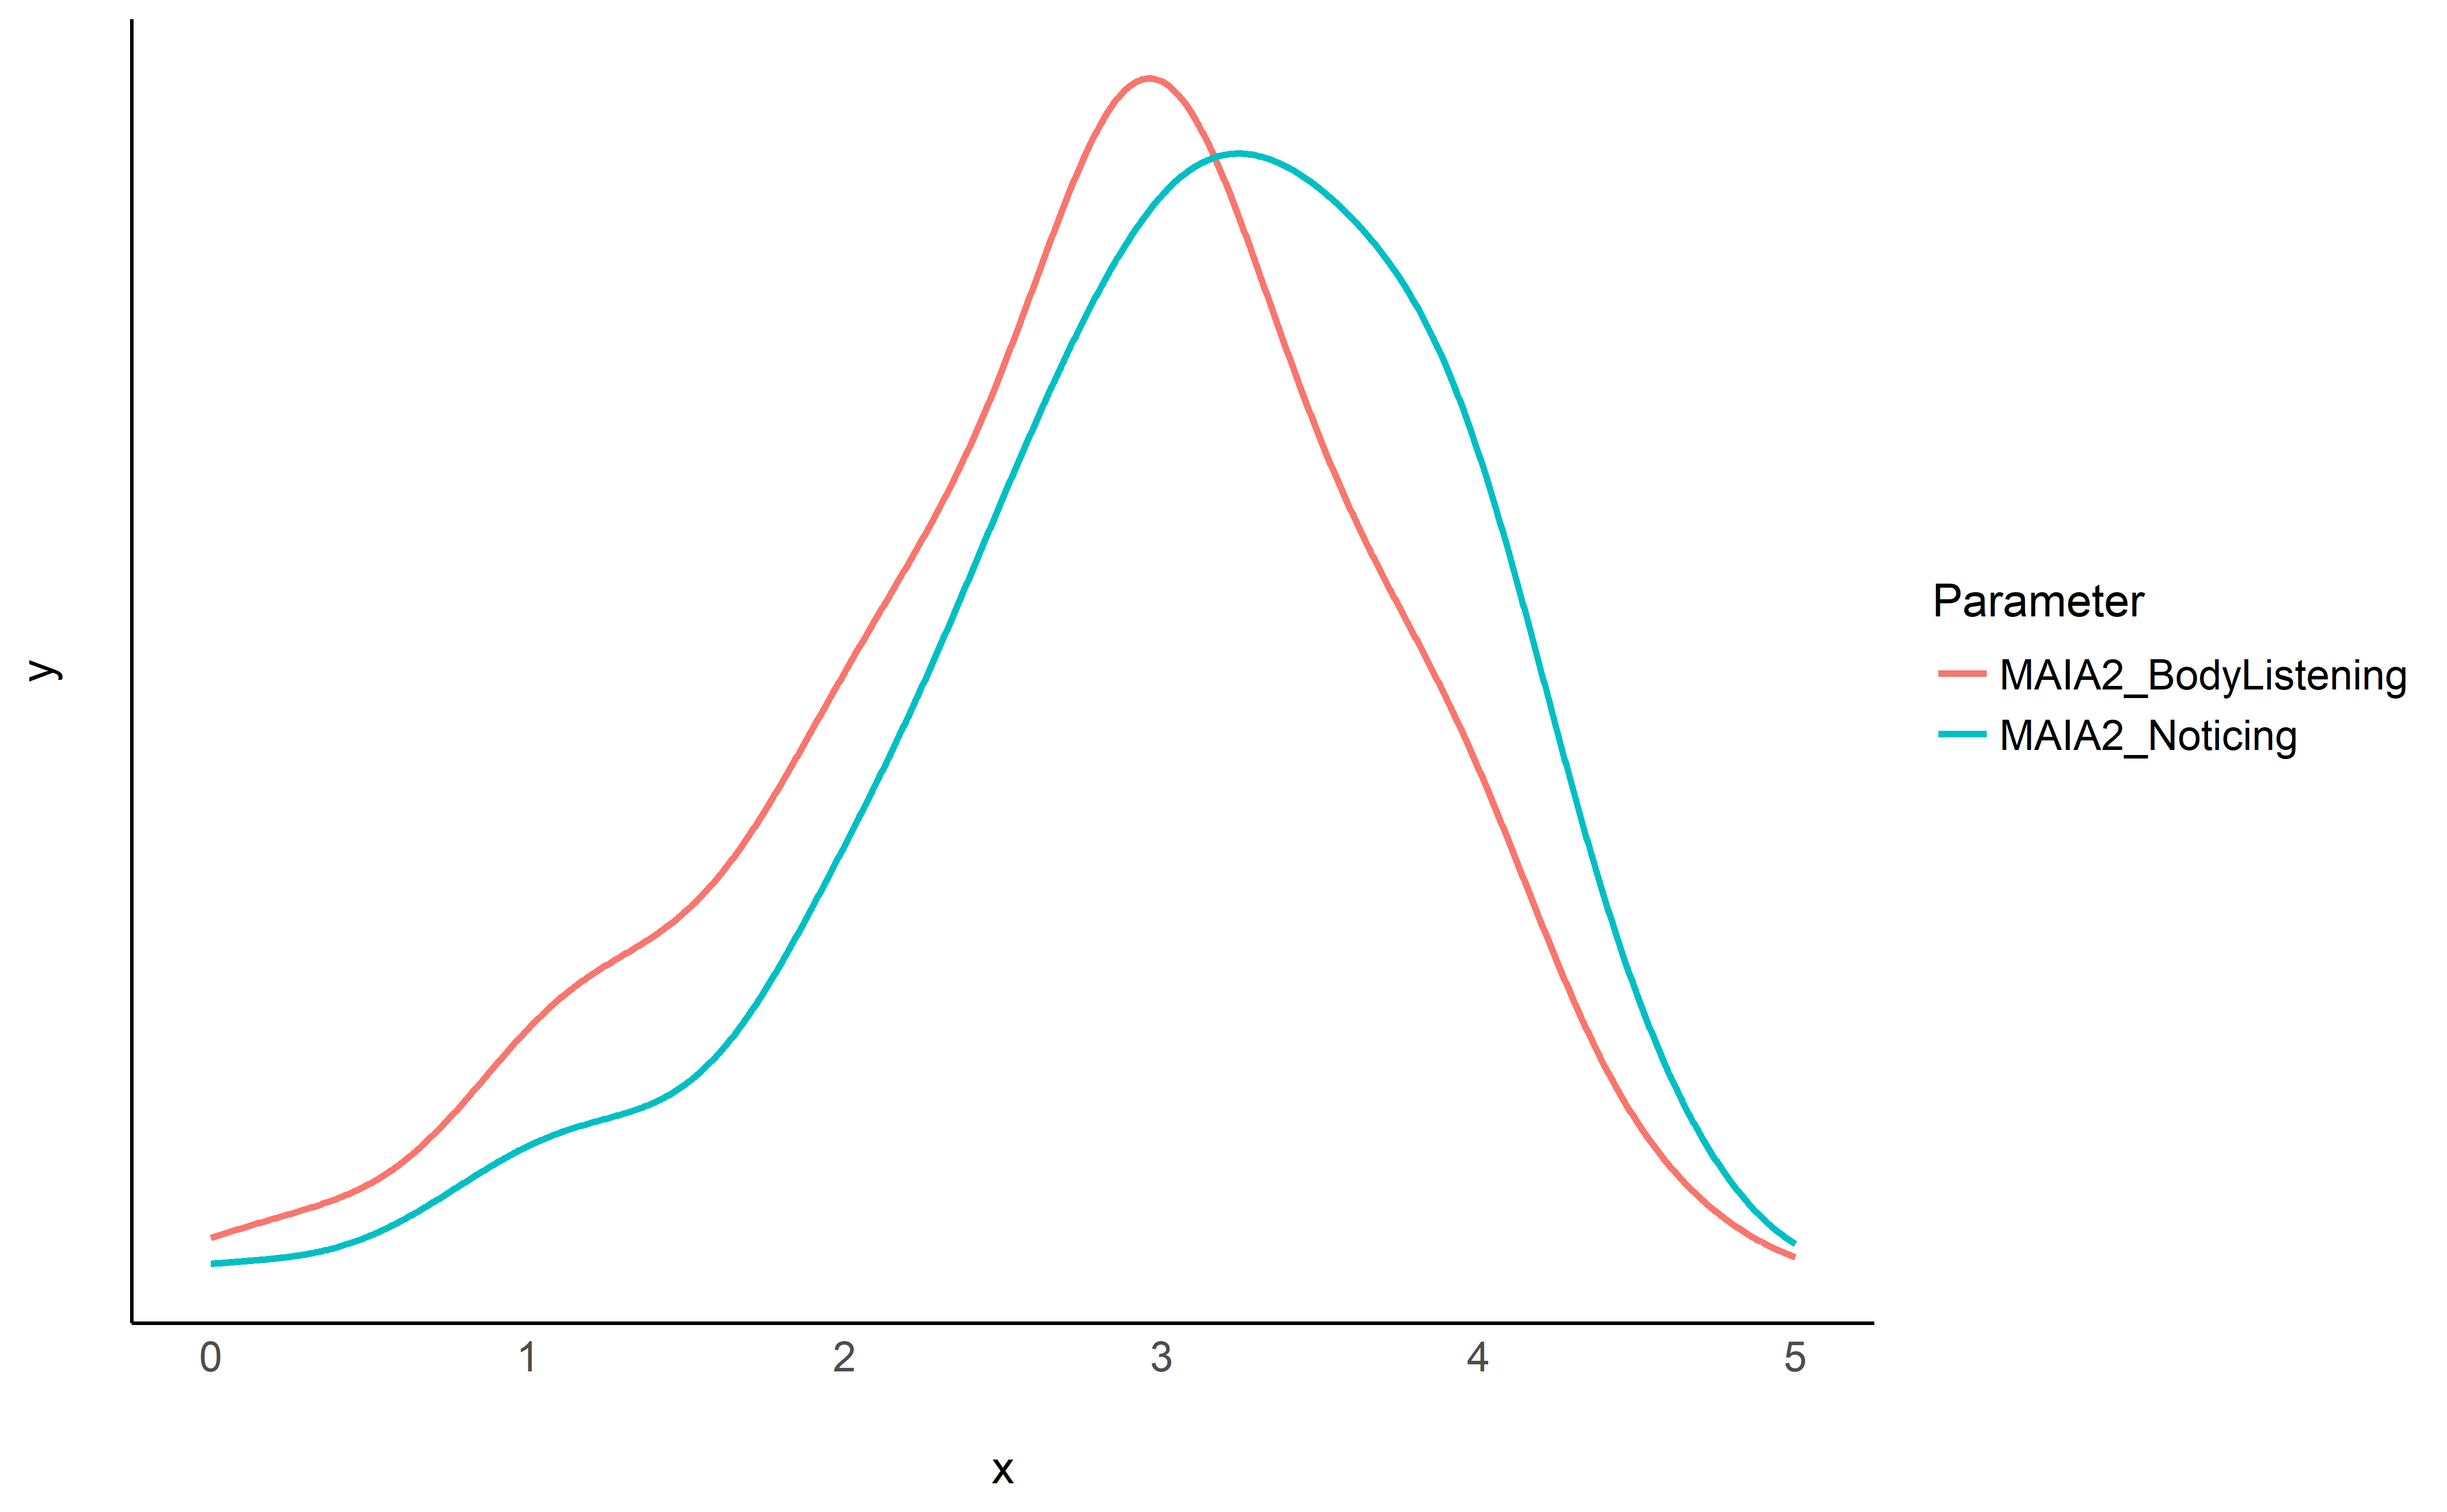 y
Parameter
MAIA2_BodyListening
MAIA2_Noticing
0 1 2 3 4 5
x